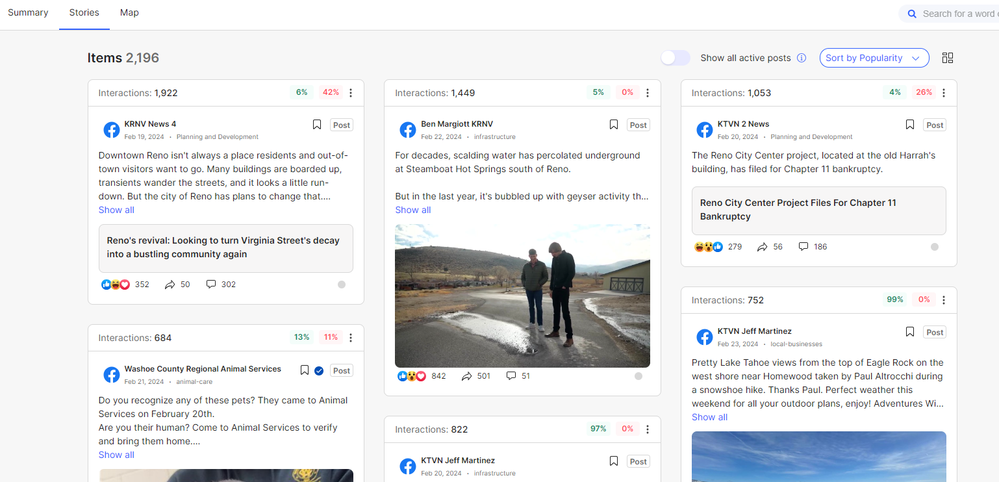 Summary Stories Map
Search for a word
Items 2,196
Show all active posts
Sort by Popularity
Interactions: 1,922 6% 42%
KRNV News 4 Post
Feb 19, 2024 · Planning and Development
Downtown Reno isn't always a place residents and out-of-
town visitors want to go. Many buildings are boarded up,
transients wander the streets, and it looks a little run-
down. But the city of Reno has plans to change that....
Show all
Reno's revival: Looking to turn Virginia Street's decay
into a bustling community again
352 50 302
Interactions: 684 13% 11%
Washoe County Regional Animal Services Post
Feb 21, 2024 · animal-care
Do you recognize any of these pets? They came to Animal
Services on February 20th.
Are you their human? Come to Animal Services to verify
and bring them home....
Show all
Interactions: 1,449 5% 0%
Ben Margiott KRNV Post
Feb 22, 2024 · infrastructure
For decades, scalding water has percolated underground
at Steamboat Hot Springs south of Reno.
But in the last year, it's bubbled up with geyser activity th...
Show all
842 501 51
Interactions: 822 97% 0%
KTVN Jeff Martinez Post
Feb 20, 2024 · infrastructure
Interactions: 1,053 4% 26%
KTVN 2 News Post
Feb 20, 2024 · Planning and Development
The Reno City Center project, located at the old Harrah's
building, has filed for Chapter 11 bankruptcy.
Reno City Center Project Files For Chapter 11
Bankruptcy
279 56 186
Interactions: 752 99% 0%
KTVN Jeff Martinez Post
Feb 23, 2024 · local-businesses
Pretty Lake Tahoe views from the top of Eagle Rock on the
west shore near Homewood taken by Paul Altrocchi during
a snowshoe hike. Thanks Paul. Perfect weather this
weekend for all your outdoor plans, enjoy! Adventures Wi...
Show all